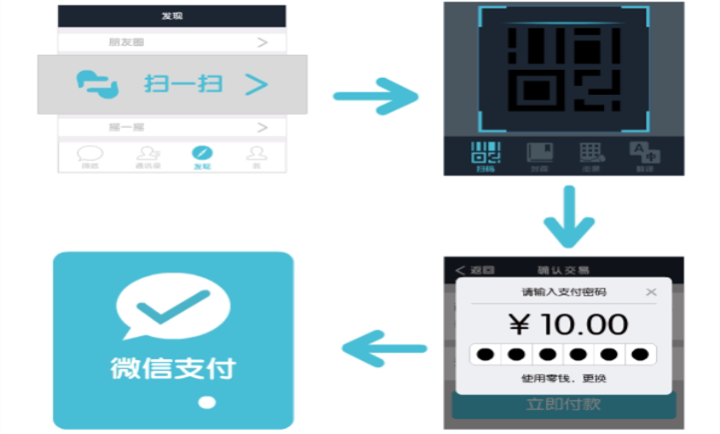 发现
朋友圈
扫一扫
摇一摇
通讯录
发现
我
扫码
封面
街景
翻译
返回
确认交易
请输入支付密码
¥ 10.00
使用零钱，更换
立即付款
微信支付